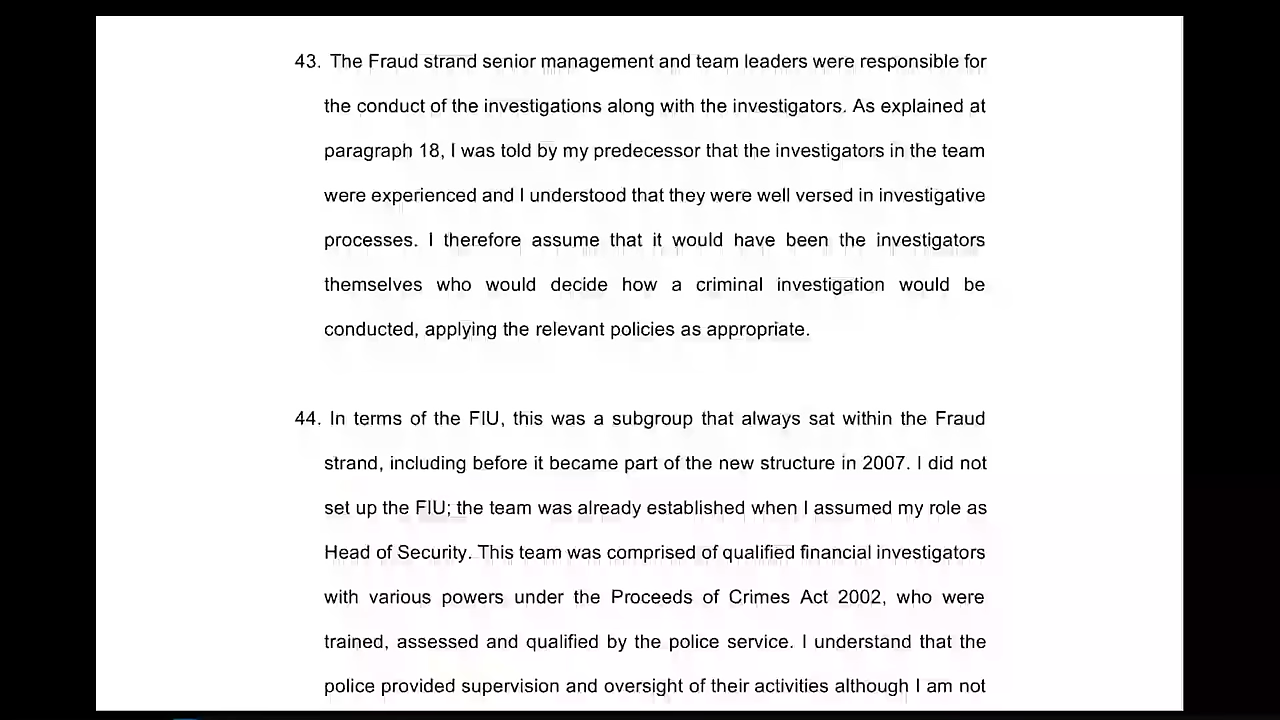 43. The Fraud strand senior management and team leaders were responsible for
the conduct of the investigations along with the investigators. As explained at
paragraph 18, I was told by my predecessor that the investigators in the team
were experienced and I understood that they were well versed in investigative
processes. I therefore assume that it would have been the investigators
themselves who would decide how a criminal investigation would be
conducted, applying the relevant policies as appropriate.
44. In terms of the FIU, this was a subgroup that always sat within the Fraud
strand, including before it became part of the new structure in 2007. I did not
set up the FIU; the team was already established when I assumed my role as
Head of Security. This team was comprised of qualified financial investigators
with various powers under the Proceeds of Crimes Act 2002, who were
trained, assessed and qualified by the police service. I understand that the
police provided supervision and oversight of their activities although I am not